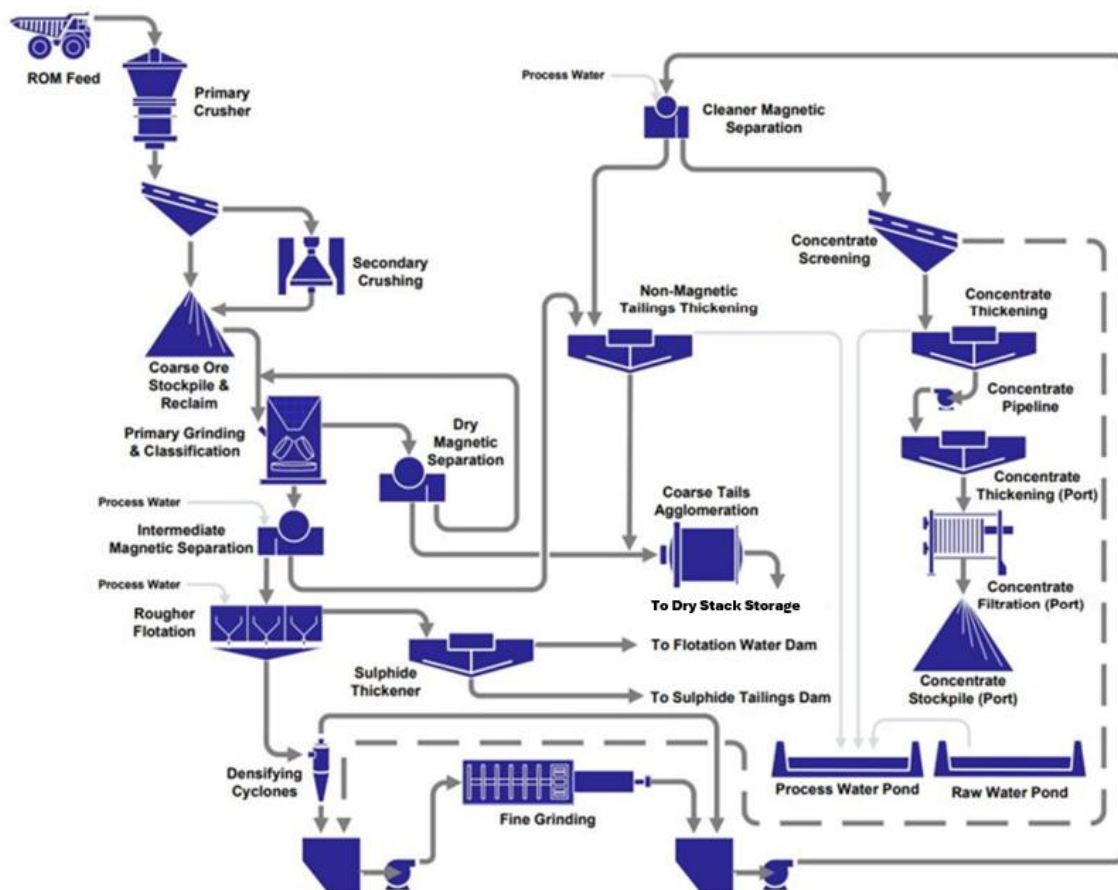 ROM Feed
Primary
Crusher
Secondary
Crushing
Coarse Ore
Stockpile &
Reclaim
Primary Grinding
& Classification
Dry
Magnetic
Separation
Process Water
Intermediate
Magnetic Separation
Process Water
Rougher
Flotation
Sulphide
Thickener
Densifying
Cyclones
Fine Grinding
Process Water
Cleaner Magnetic
Separation
Non-Magnetic
Tailings Thickening
Coarse Tails
Agglomeration
To Dry Stack Storage
To Flotation Water Dam
To Sulphide Tailings Dam
Concentrate
Screening
Concentrate
Thickening
Concentrate
Pipeline
Concentrate
Thickening (Port)
Concentrate
Filtration (Port)
Concentrate
Stockpile (Port)
Process Water Pond
Raw Water Pond